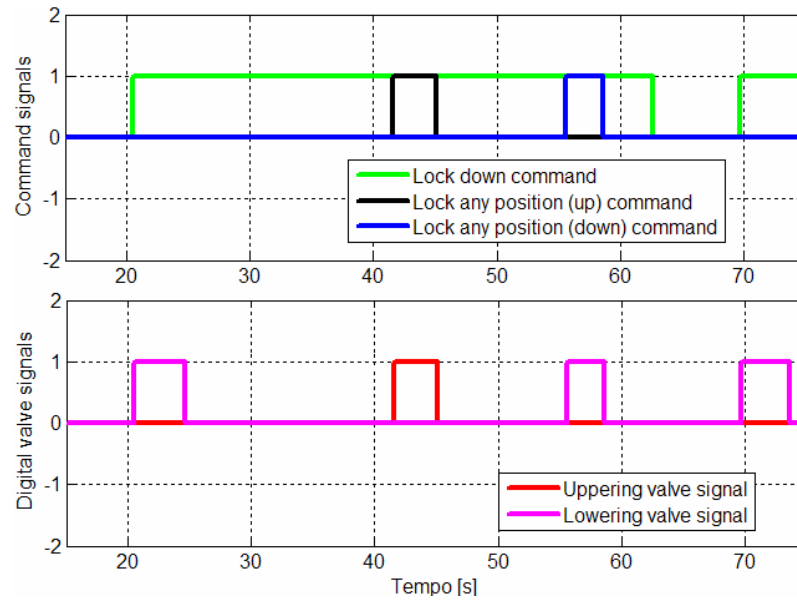 Command signals
2
1
0
-1
-2
Lock down command
Lock any position (up) command
Lock any position (down) command
20 30 40 50 60 70
Digital valve signals
2
1
0
-1
-2
Uppering valve signal
Lowering valve signal
20 30 40 50 60 70
Tempo [s]